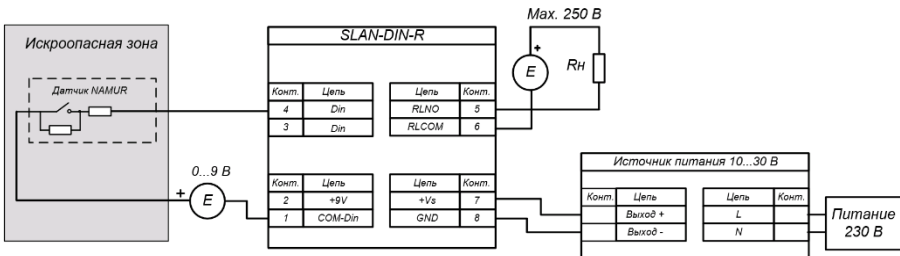 Искроопасная зона
Датчик NAMUR
0...9 В
+
E
SLAN-DIN-R
Конт. Цепь
4 Din
3 Din
Цепь Конт.
RLNO 5
RLCOM 6
Конт. Цепь
2 +9V
1 COM-Din
Цепь Конт.
+Vs 7
GND 8
Max. 250 В
+
E
Rн
Источник питания 10...30 В
Конт. Цепь
Выход +
Выход -
Цепь Конт.
L
N
Питание
230 В